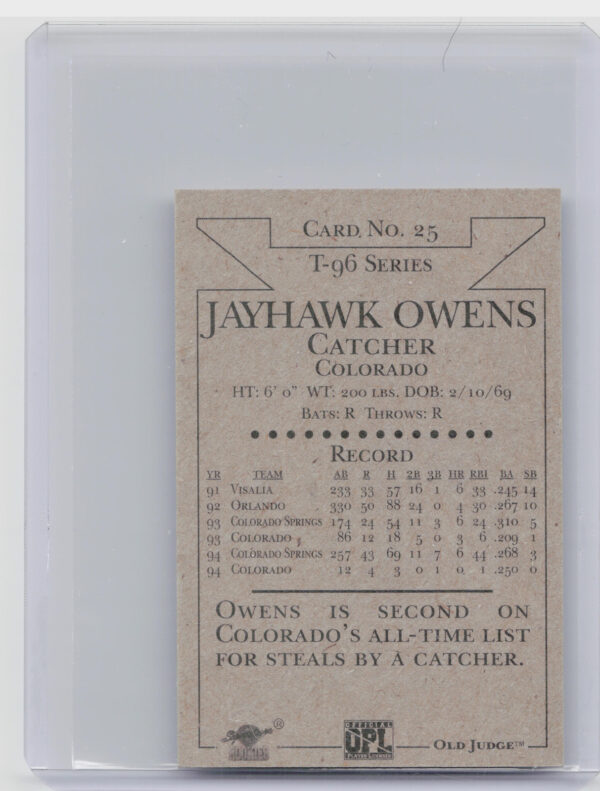 CARD NO. 25
T-96 SERIES
JAYHAWK OWENS
CATCHER
COLORADO
HT: 6' 0" WT: 200 LBS. DOB: 2/10/69
BATS: R THROWS: R
RECORD
YR TEAM AB R H 2B 3B HR RBI BA SB
91 VISALIA 233 33 57 16 1 6 33 .245 14
92 ORLANDO 330 50 88 24 0 4 30 .267 10
93 COLORADO SPRINGS 174 24 54 11 3 6 24 .310 5
93 COLORADO 86 12 18 5 0 3 6 .209 1
94 COLORADO SPRINGS 257 43 69 11 7 6 44 .268 3
94 COLORADO 12 4 3 0 1 0 1 .250 0
OWENS IS SECOND ON
COLORADO'S ALL-TIME LIST
FOR STEALS BY A CATCHER.
®
OFFICIAL
UPL
PLAYER LICENSEE
OLD JUDGE™